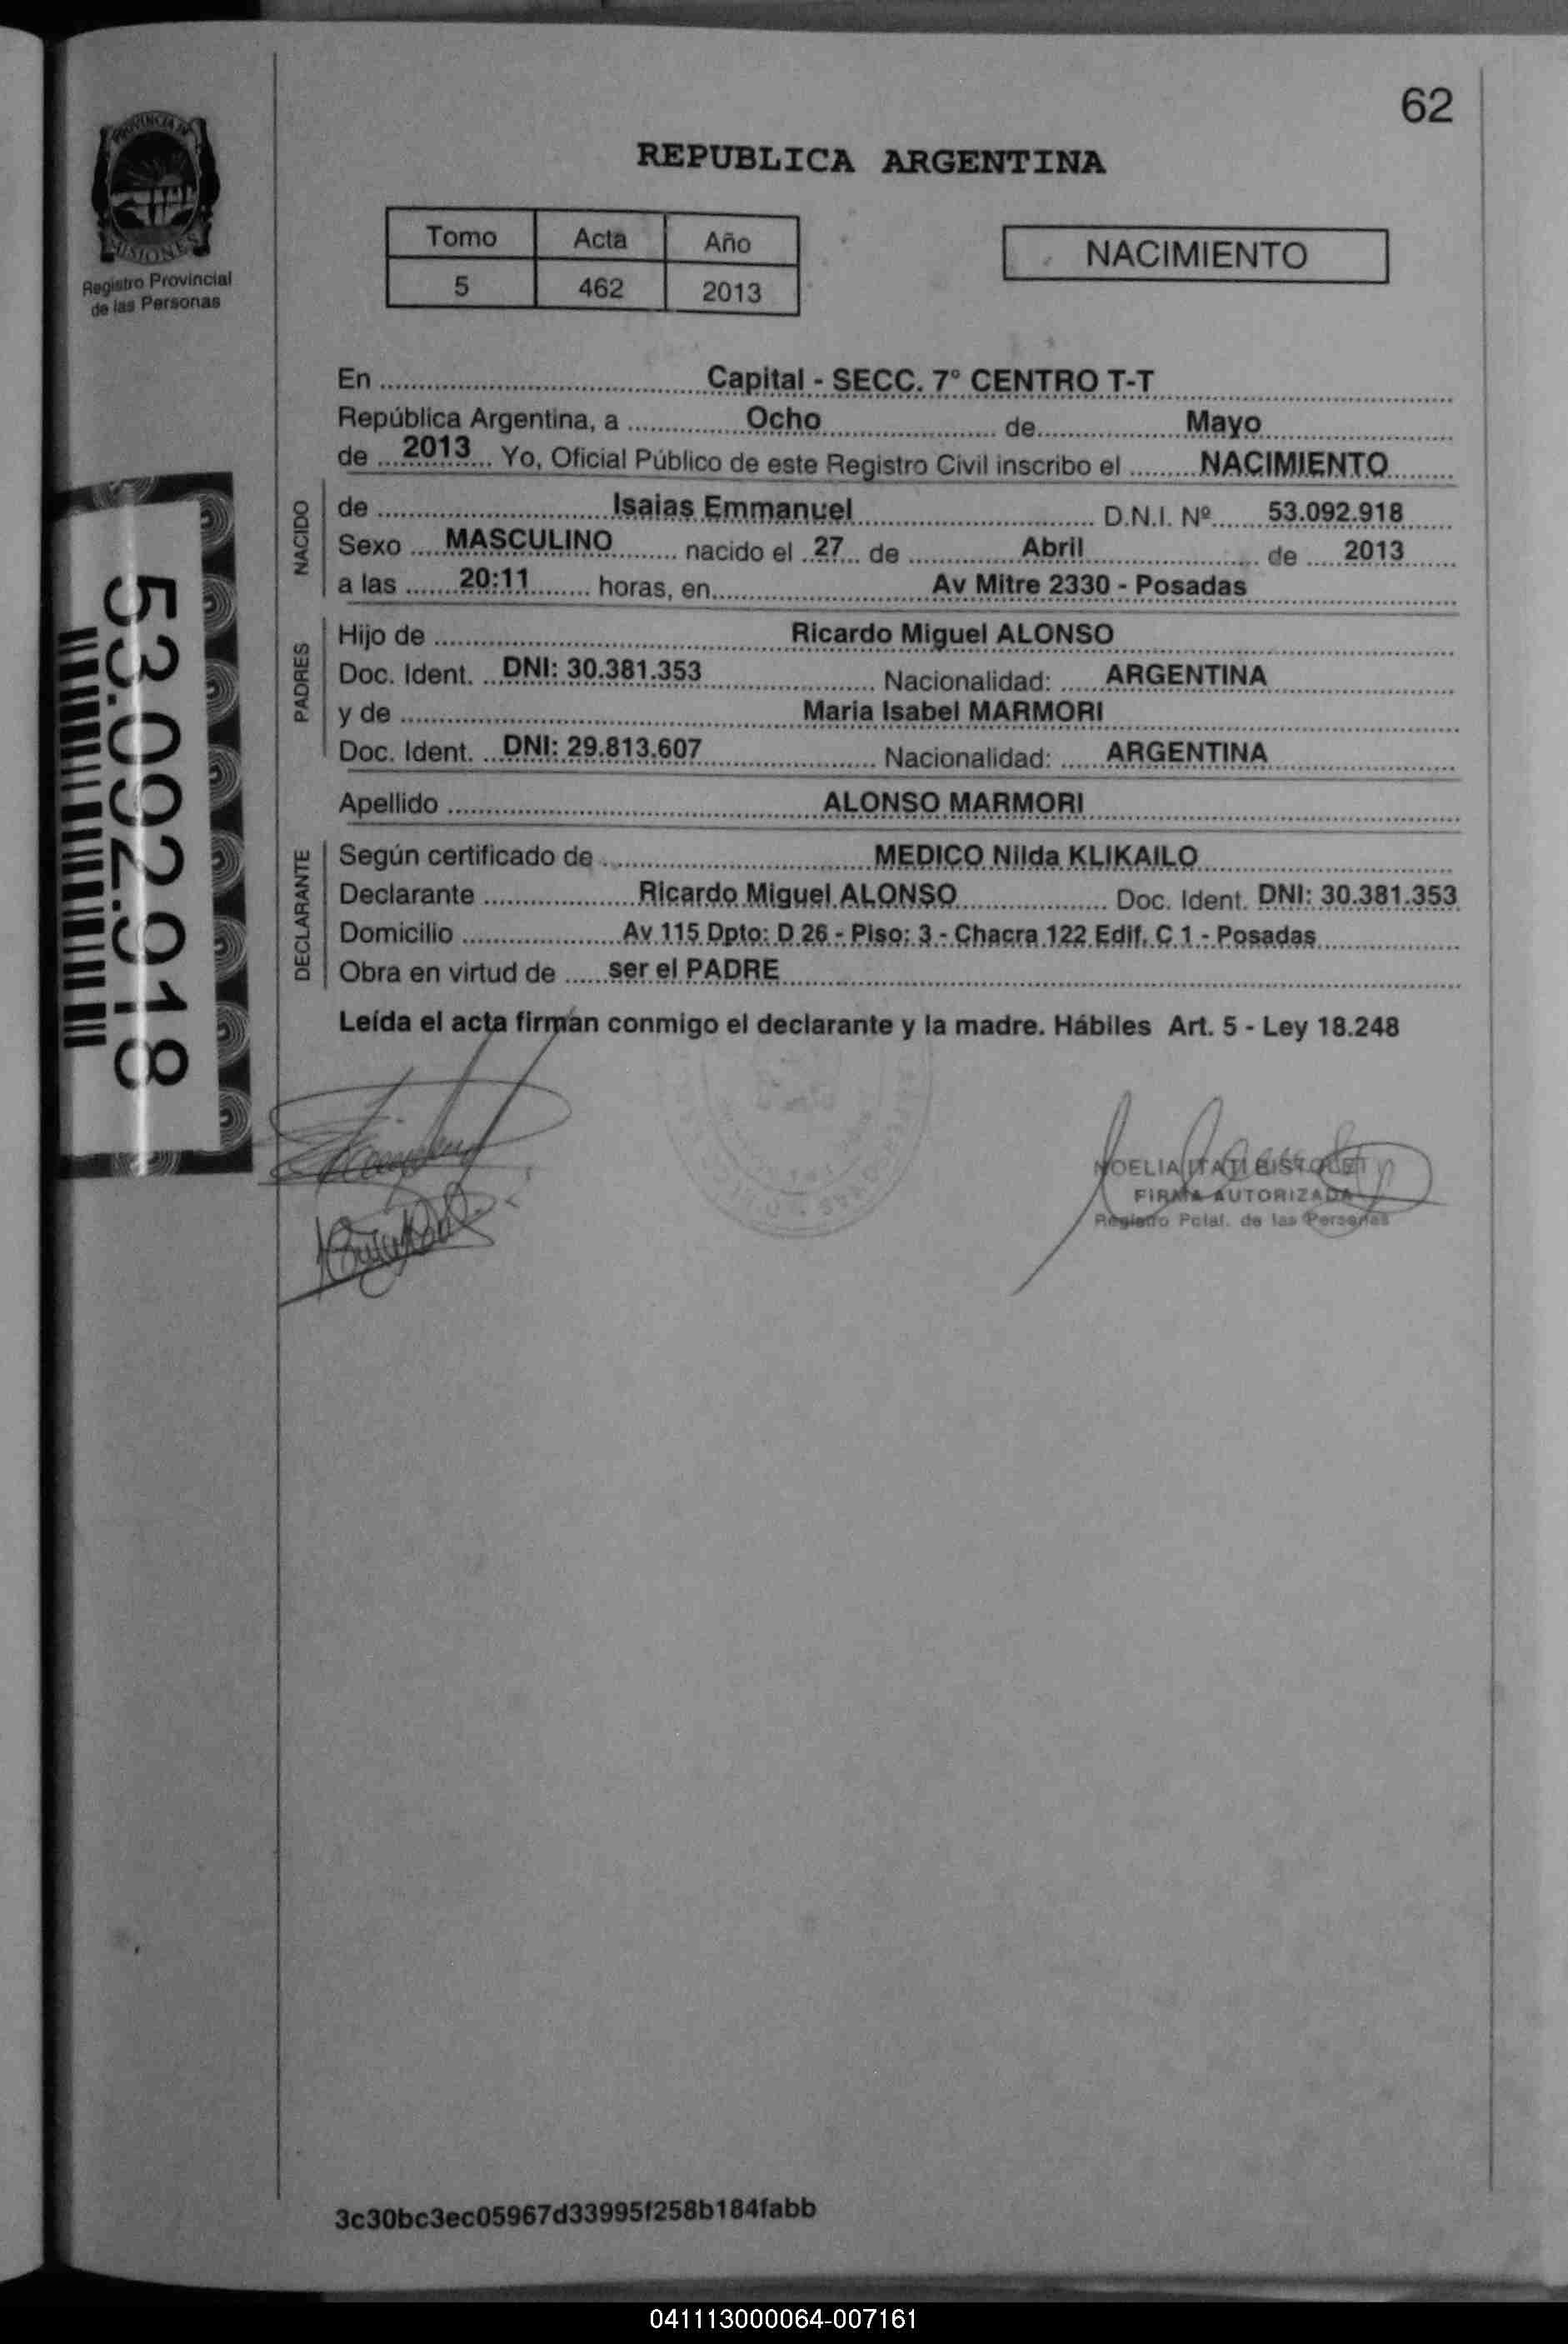 62
REPUBLICA ARGENTINA
PROVINCIA DE
MISIONES
Registro Provincial
de las Personas
Tomo Acta Año
5 462 2013
NACIMIENTO
En Capital - SECC. 7° CENTRO T-T
República Argentina, a Ocho de Mayo
de 2013 Yo, Oficial Público de este Registro Civil inscribo el NACIMIENTO
NACIDO
de Isaias Emmanuel D.N.I. Nº 53.092.918
Sexo MASCULINO nacido el 27 de Abril de 2013
a las 20:11 horas, en Av Mitre 2330 - Posadas
PADRES
Hijo de Ricardo Miguel ALONSO
Doc. Ident. DNI: 30.381.353 Nacionalidad: ARGENTINA
y de Maria Isabel MARMORI
Doc. Ident. DNI: 29.813.607 Nacionalidad: ARGENTINA
Apellido ALONSO MARMORI
DECLARANTE
Según certificado de MEDICO Nilda KLIKAILO
Declarante Ricardo Miguel ALONSO Doc. Ident. DNI: 30.381.353
Domicilio Av 115 Dpto: D 26 - Piso: 3 - Chacra 122 Edif. C 1 - Posadas
Obra en virtud de ser el PADRE
Leída el acta firman conmigo el declarante y la madre. Hábiles Art. 5 - Ley 18.248
53.092.918
NOELIA ITATI
FIRMA AUTORIZADA
Registro Pcial. de las Personas
3c30bc3ec05967d33995f258b184fabb
041113000064-007161